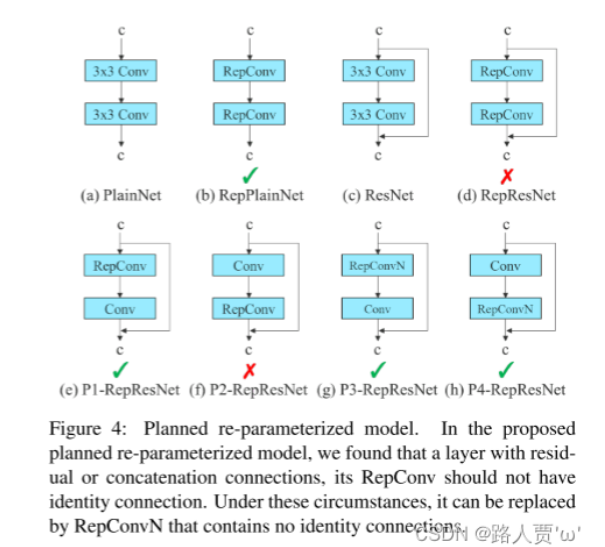 c c c c
3x3 Conv RepConv 3x3 Conv RepConv
3x3 Conv RepConv 3x3 Conv RepConv
c c c c
✓ ✗
(a) PlainNet (b) RepPlainNet (c) ResNet (d) RepResNet
c c c c
RepConv Conv RepConvN Conv
Conv RepConv Conv RepConvN
c c c c
✓ ✗ ✓ ✓
(e) P1-RepResNet (f) P2-RepResNet (g) P3-RepResNet (h) P4-RepResNet
Figure 4: Planned re-parameterized model. In the proposed
planned re-parameterized model, we found that a layer with resid-
ual or concatenation connections, its RepConv should not have
identity connection. Under these circumstances, it can be replaced
by RepConvN that contains no identity connections.
CSDN @路人贾'ω'